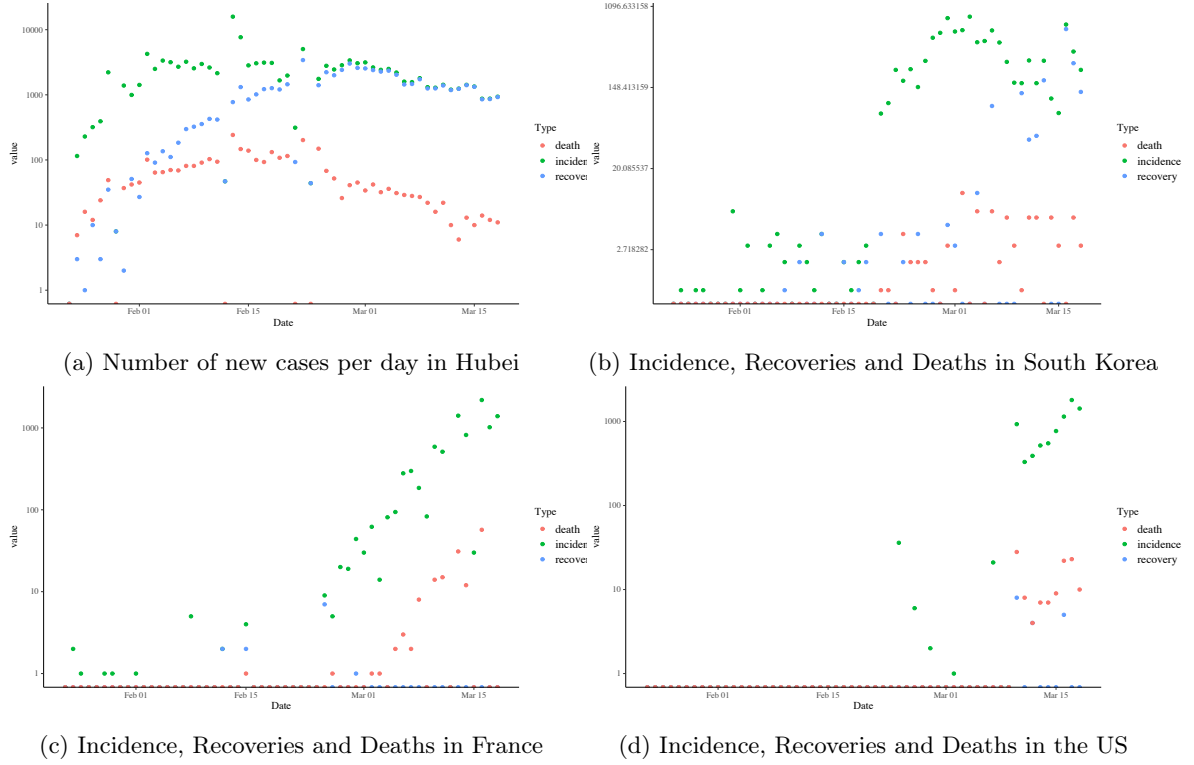 10000
1000
100
10
1
value
Feb 01
Feb 15
Mar 01
Mar 15
Date
Type
death
inciden
recover
(a) Number of new cases per day in Hubei
1096.633158
148.413159
20.085537
2.718282
value
Feb 01
Feb 15
Mar 01
Mar 15
Date
Type
death
incidence
recovery
(b) Incidence, Recoveries and Deaths in South Korea
1000
100
10
1
value
Feb 01
Feb 15
Mar 01
Mar 15
Date
Type
death
inciden
recover
(c) Incidence, Recoveries and Deaths in France
1000
100
10
1
value
Feb 01
Feb 15
Mar 01
Mar 15
Date
Type
death
incidence
recovery
(d) Incidence, Recoveries and Deaths in the US